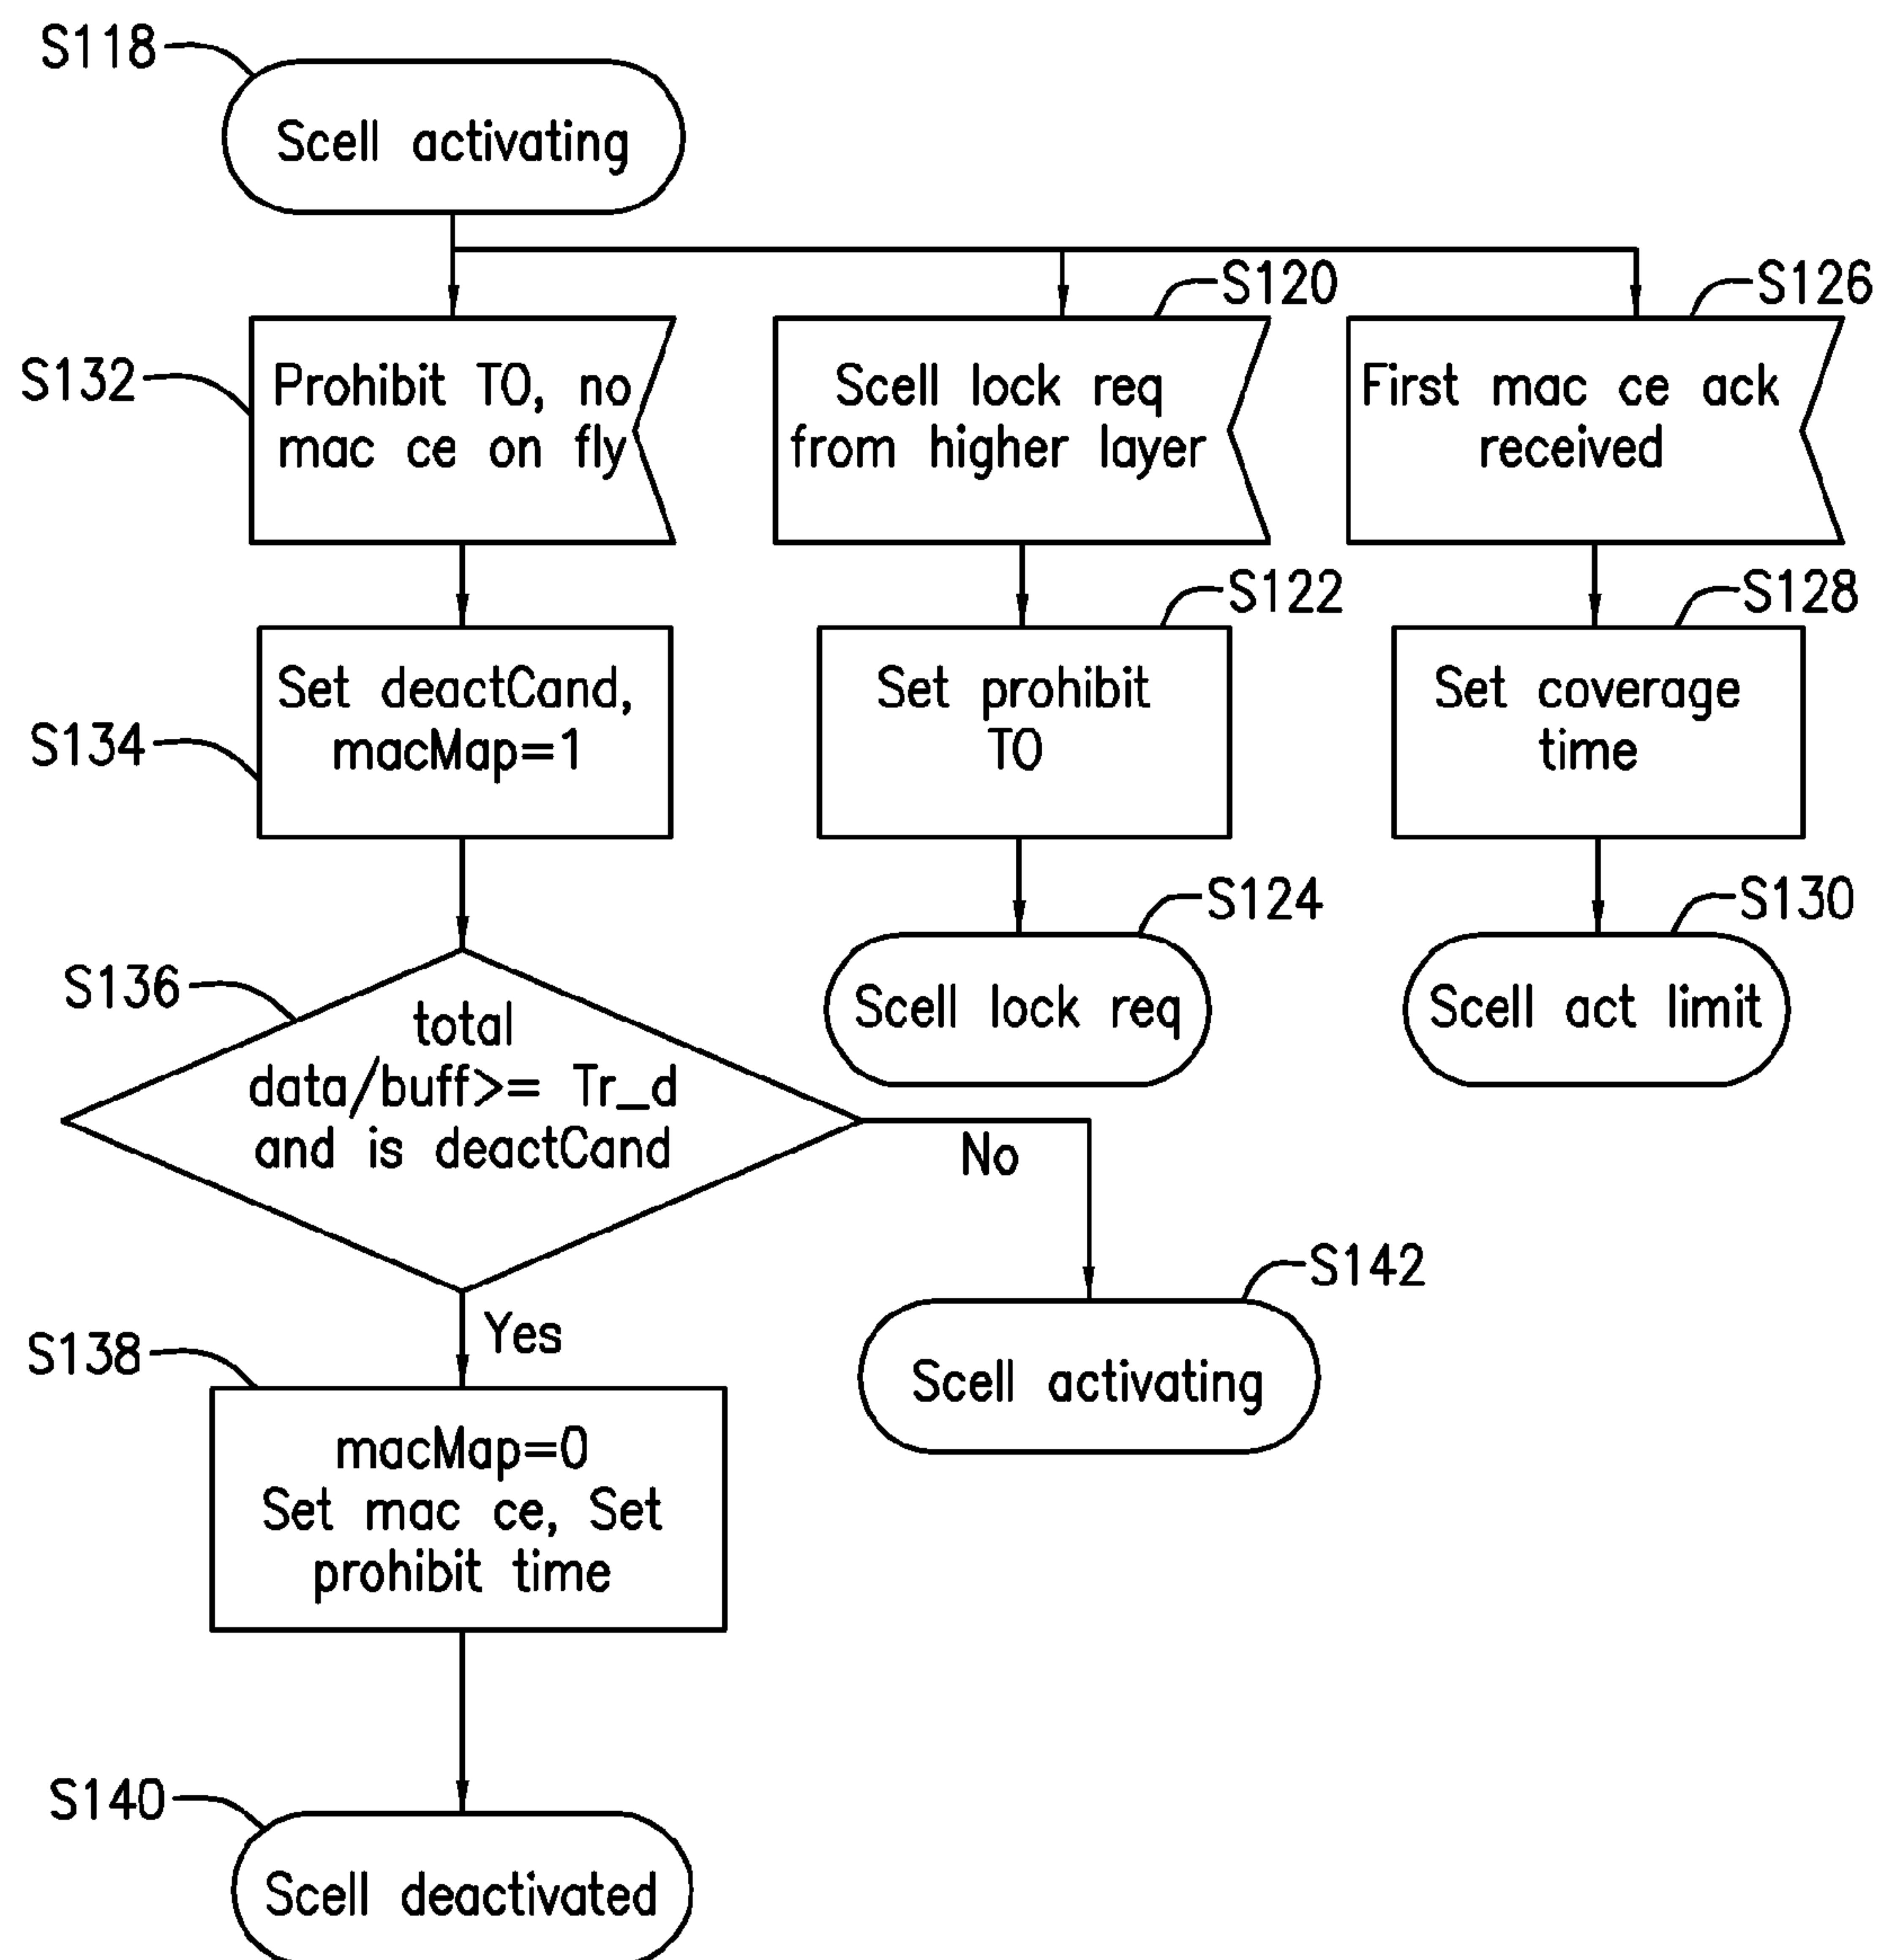 S118
Scell activating
S120
S126
S132
Prohibit TO, no
mac ce on fly
Scell lock req
from higher layer
First mac ce ack
received
S122
S128
S134
Set deactCand,
macMap=1
Set prohibit
TO
Set coverage
time
S124
S130
Scell lock req
Scell act limit
S136
total
data/buff>= Tr_d
and is deactCand
No
S142
Scell activating
Yes
S138
macMap=0
Set mac ce, Set
prohibit time
S140
Scell deactivated